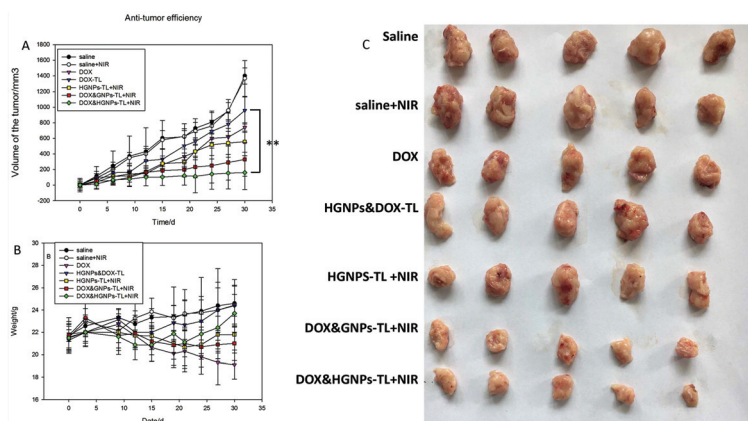 Anti-tumor efficiency
A
Volume of the tumor/mm3
1800
1600
1400
1200
1000
800
600
400
200
0
-200
saline
saline+NIR
DOX
DOX-TL
HGNPs-TL+NIR
DOX&GNPs-TL+NIR
DOX&HGNPs-TL+NIR
**
0 5 10 15 20 25 30 35
Time/d
B
Weight/g
30
28
26
24
22
20
18
16
B
saline
saline+NIR
DOX
HGNPs&DOX-TL
HGNPs-TL+NIR
DOX&GNPs-TL+NIR
DOX&HGNPs-TL+NIR
0 5 10 15 20 25 30 35
Date/d
C
Saline
saline+NIR
DOX
HGNPs&DOX-TL
HGNPS-TL +NIR
DOX&GNPs-TL+NIR
DOX&HGNPs-TL+NIR